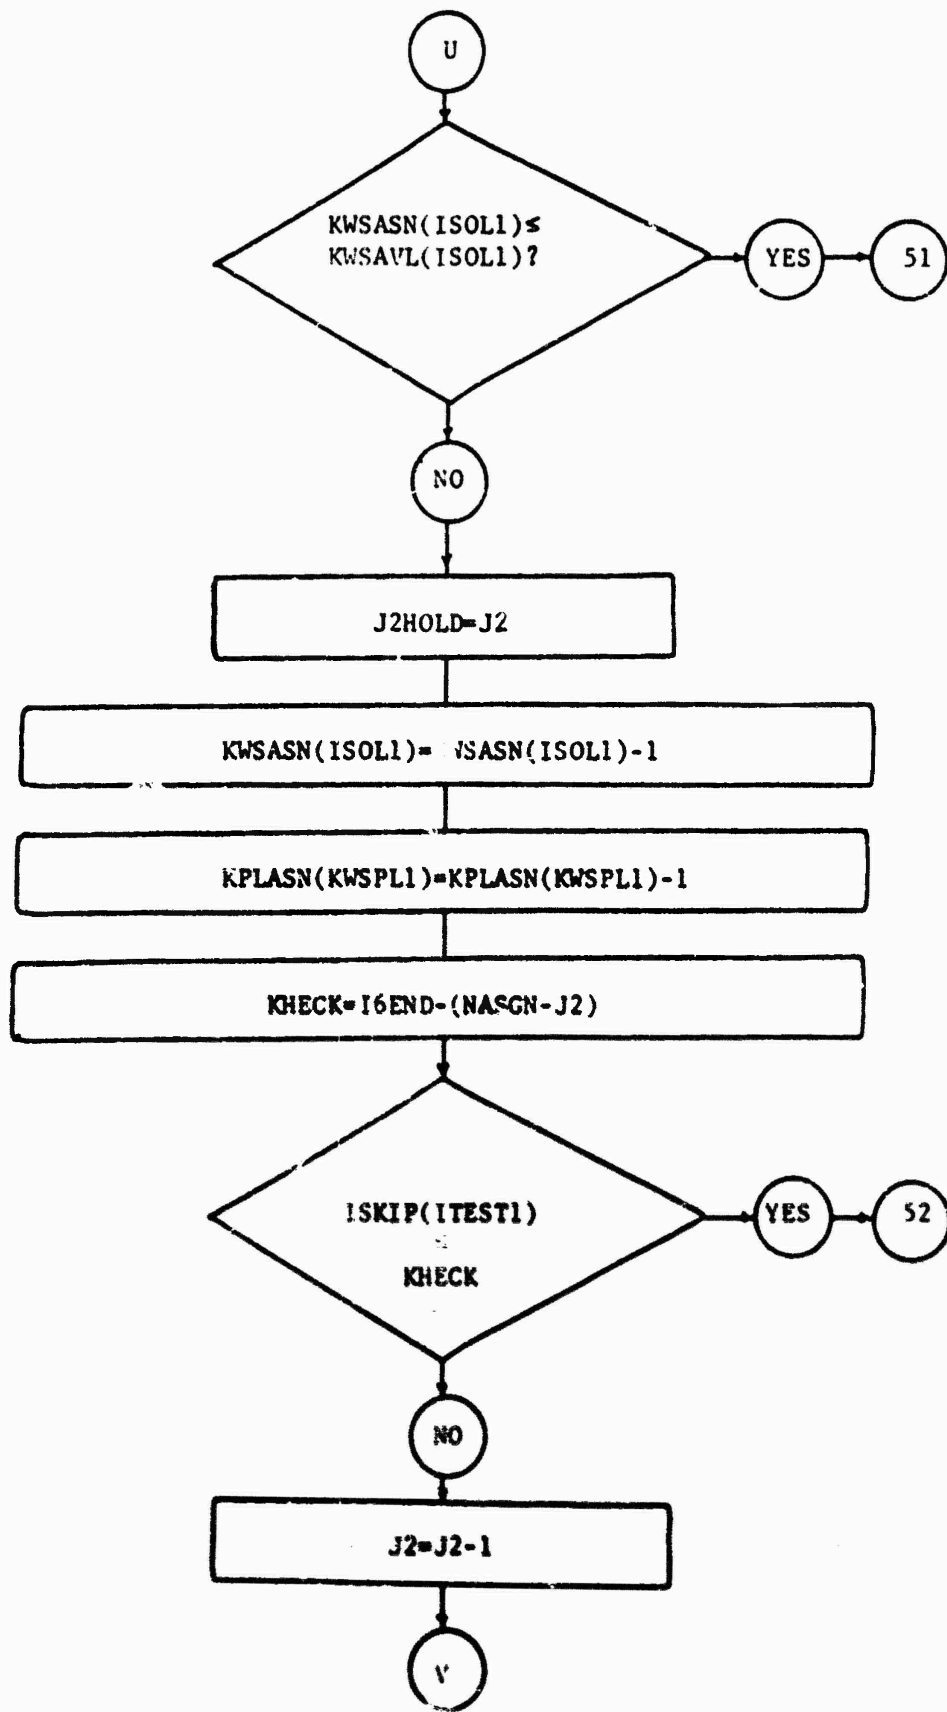 U
KWSASN(ISOL1)≤
KWSAVL(ISOL1)?
YES
51
NO
J2HOLD=J2
KWSASN(ISOL1)= WSASN(ISOL1)-1
KPLASN(KWSPL1)=KPLASN(KWSPL1)-1
KHECK=I6END-(NASGN-J2)
ISKIP(ITEST1)
KHECK
YES
52
NO
J2=J2-1
V